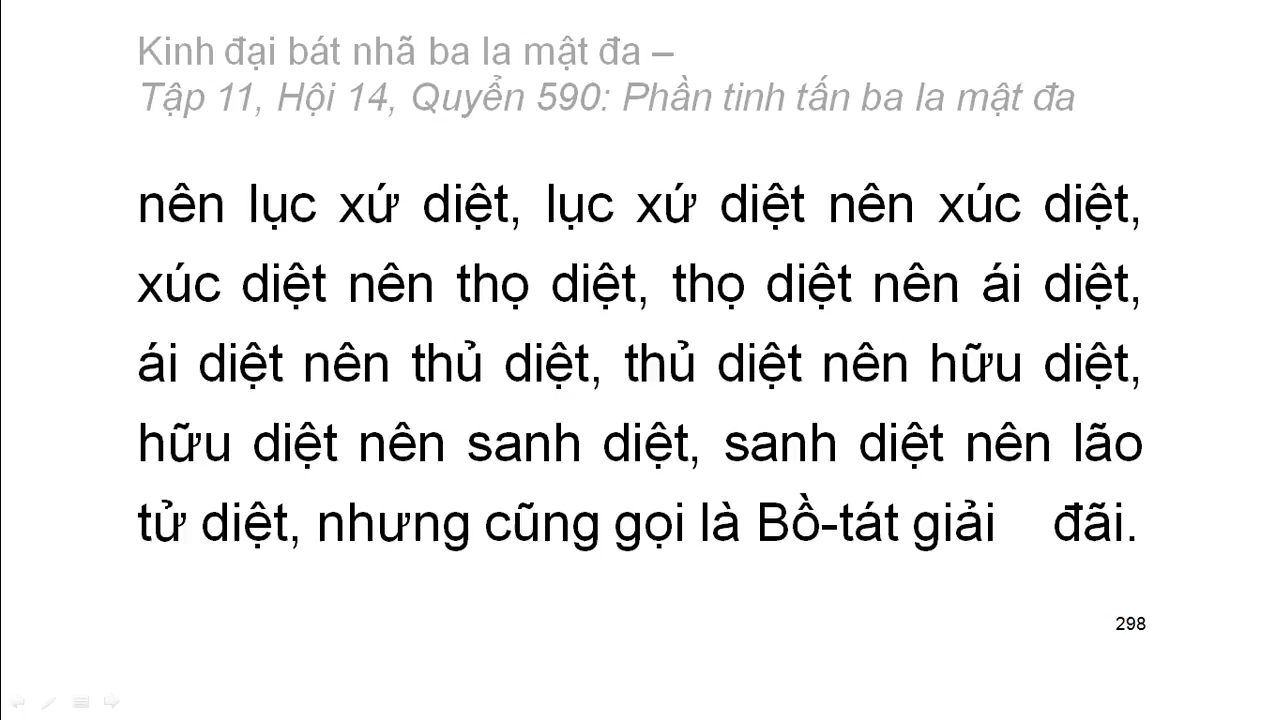 Kinh đại bát nhã ba la mật đa –
Tập 11, Hội 14, Quyển 590: Phần tinh tấn ba la mật đa
nên lục xứ diệt, lục xứ diệt nên xúc diệt,
xúc diệt nên thọ diệt, thọ diệt nên ái diệt,
ái diệt nên thủ diệt, thủ diệt nên hữu diệt,
hữu diệt nên sanh diệt, sanh diệt nên lão
tử diệt, nhưng cũng gọi là Bồ-tát giải đãi.
298